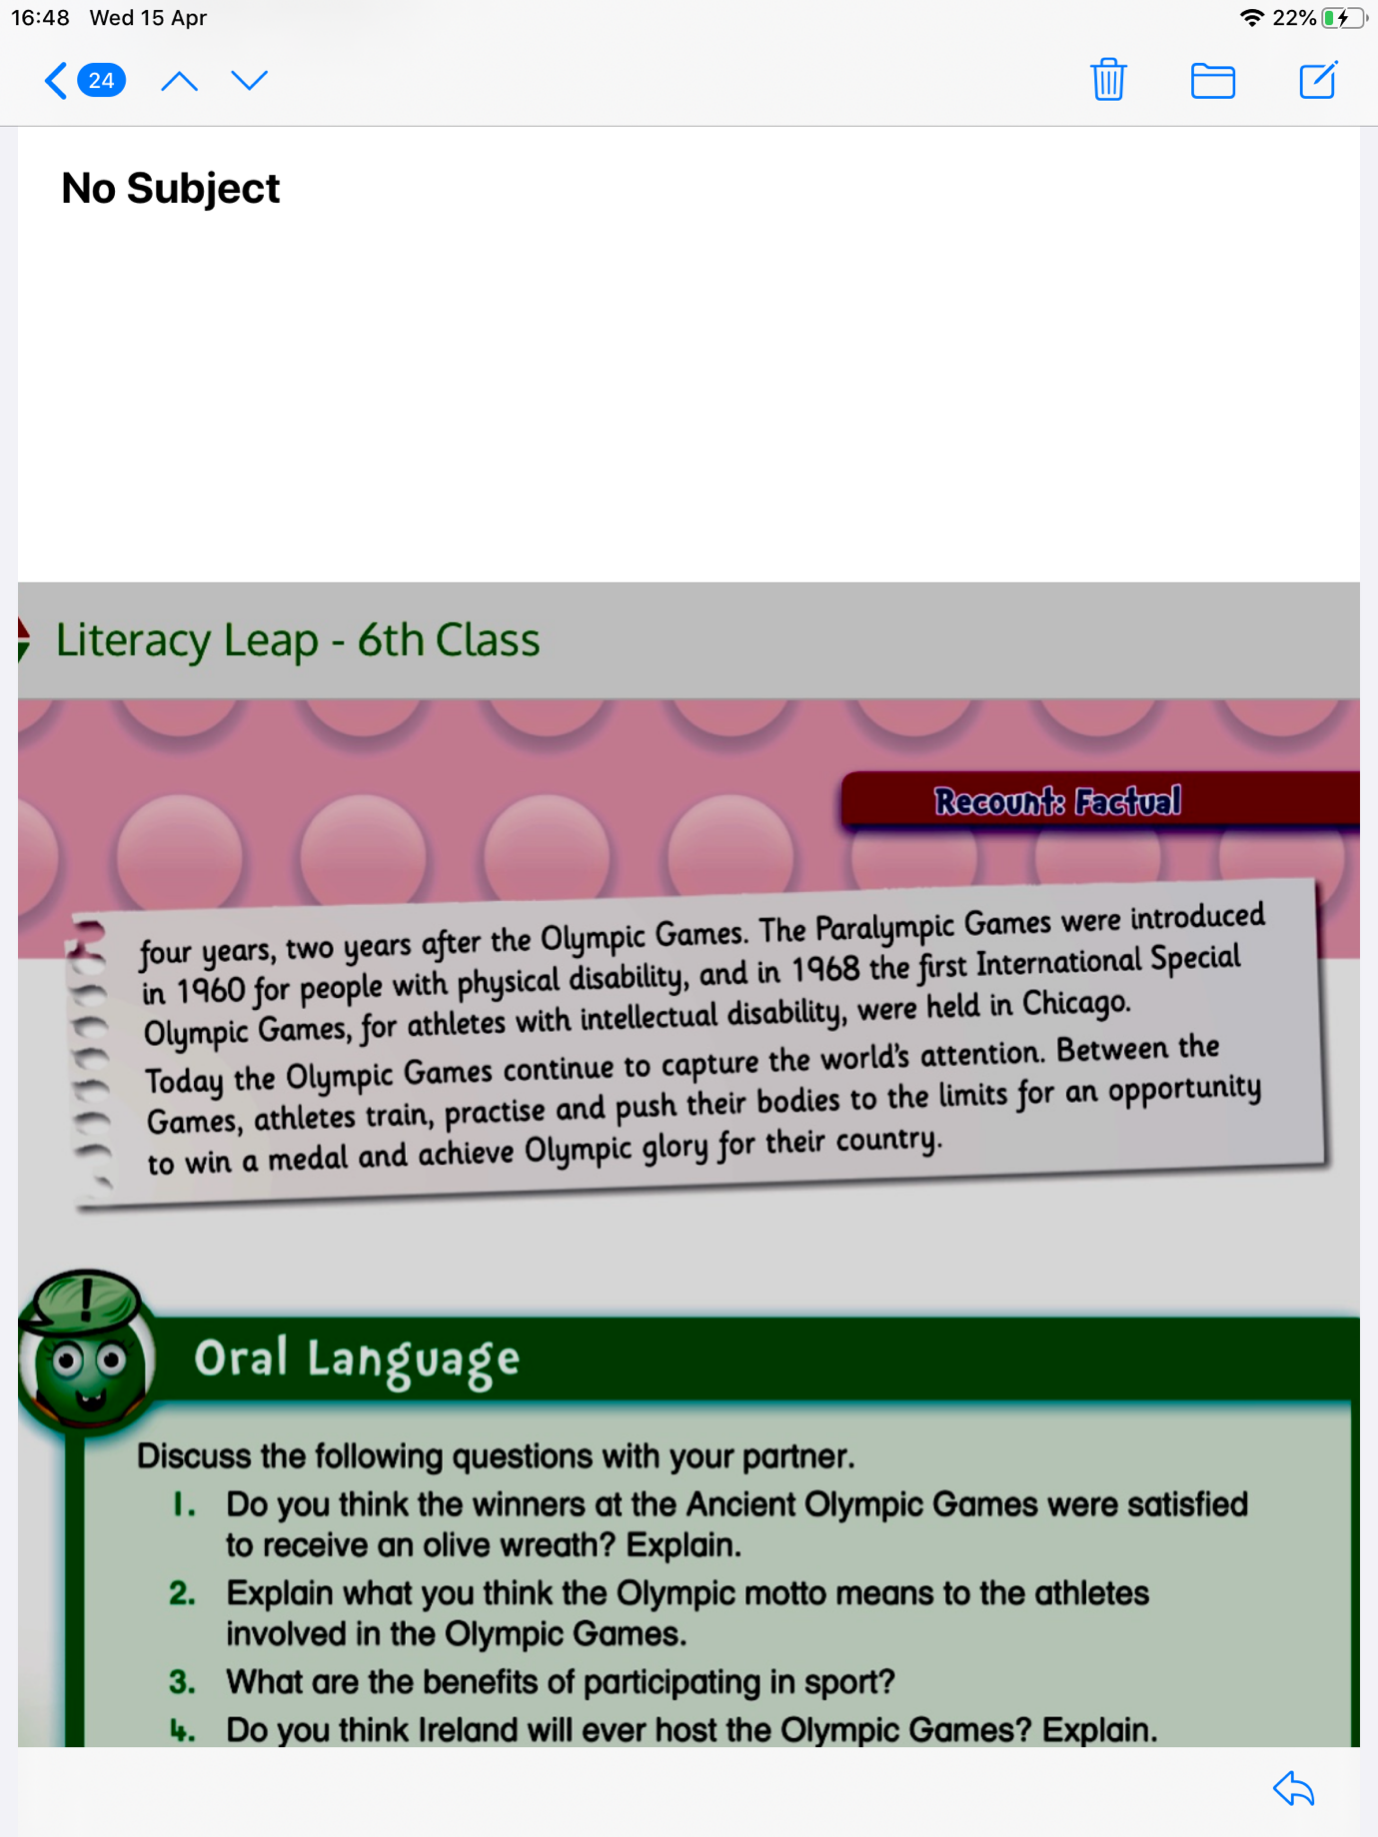 16:48 Wed 15 Apr
22%
24
No Subject
Literacy Leap - 6th Class
Recount: Factual
four years, two years after the Olympic Games. The Paralympic Games were introduced
in 1960 for people with physical disability, and in 1968 the first International Special
Olympic Games, for athletes with intellectual disability, were held in Chicago.
Today the Olympic Games continue to capture the world's attention. Between the
Games, athletes train, practise and push their bodies to the limits for an opportunity
to win a medal and achieve Olympic glory for their country.
!
Oral Language
Discuss the following questions with your partner.
1. Do you think the winners at the Ancient Olympic Games were satisfied
to receive an olive wreath? Explain.
2. Explain what you think the Olympic motto means to the athletes
involved in the Olympic Games.
3. What are the benefits of participating in sport?
4. Do you think Ireland will ever host the Olympic Games? Explain.